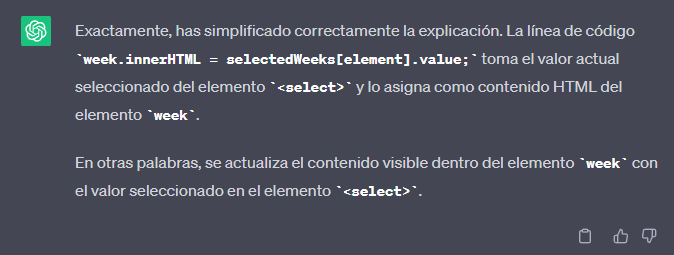 Exactamente, has simplificado correctamente la explicación. La línea de código
`week.innerHTML = selectedWeeks[element].value;` toma el valor actual
seleccionado del elemento `<select>` y lo asigna como contenido HTML del
elemento `week`.
En otras palabras, se actualiza el contenido visible dentro del elemento `week` con
el valor seleccionado en el elemento `<select>`.